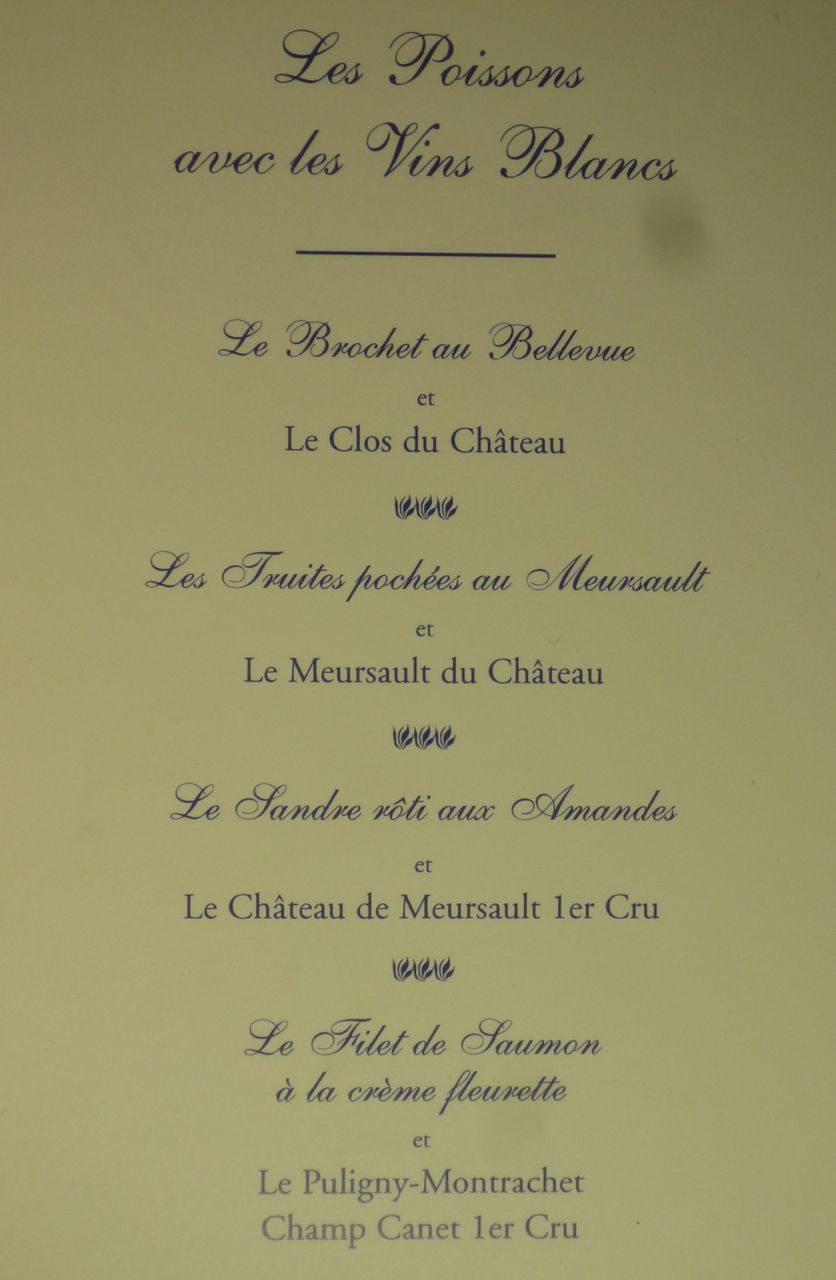 Les Poissons
avec les Vins Blancs
Le Brochet au Bellevue
et
Le Clos du Château
Les Truites pochées au Meursault
et
Le Meursault du Château
Le Sandre rôti aux Amandes
et
Le Château de Meursault 1er Cru
Le Filet de Saumon
à la crème fleurette
et
Le Puligny-Montrachet
Champ Canet 1er Cru